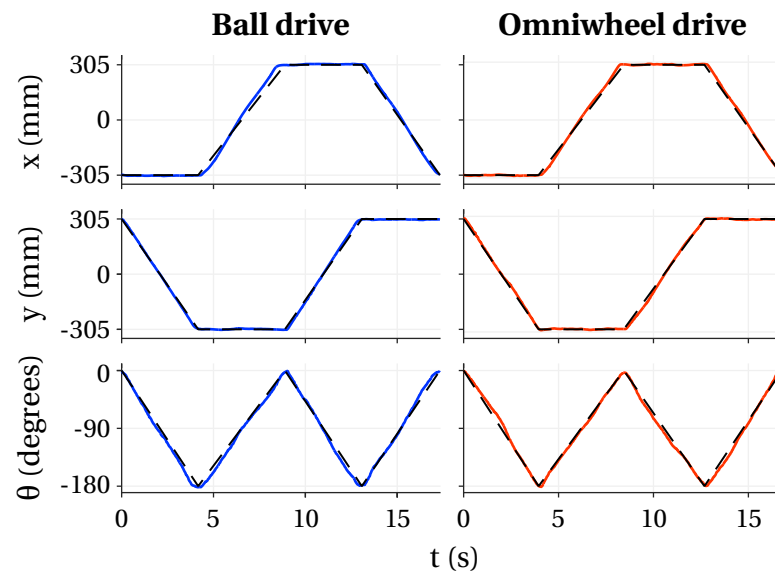 Ball drive Omniwheel drive
x (mm)
305
0
-305
y (mm)
305
0
-305
θ (degrees)
0
-90
-180
0 5 10 15 0 5 10 15
t (s)